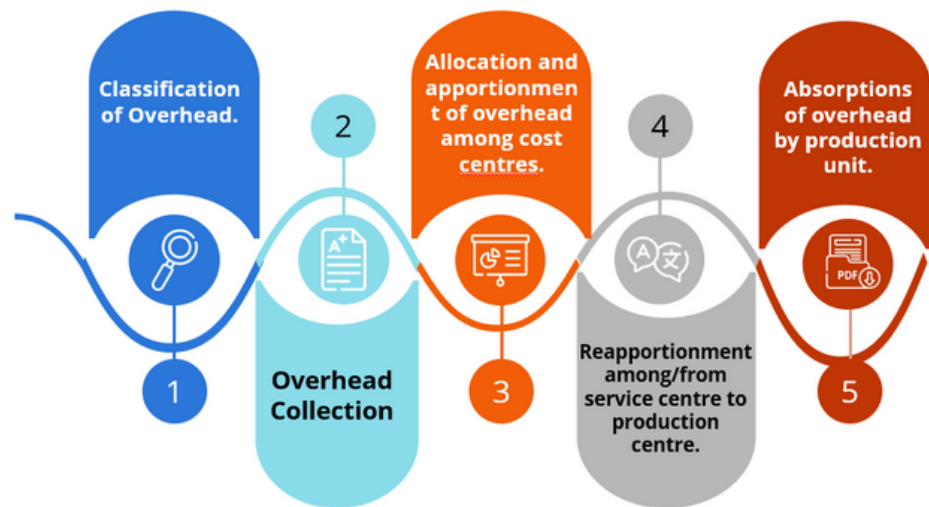 Classification
of Overhead.
1
2
A+
Overhead
Collection
Allocation and
apportionmen
t of overhead
among cost
centres.
3
4
A 文
Reapportionment
among/from
service centre to
production
centre.
Absorptions
of overhead
by production
unit.
PDF
5